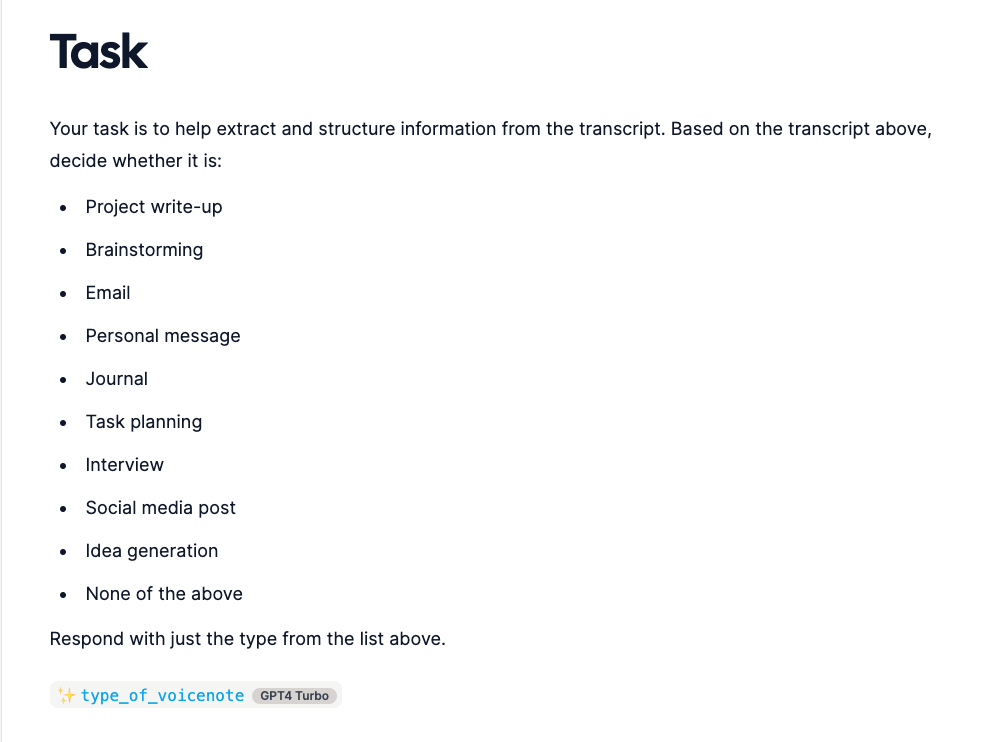 Task
Your task is to help extract and structure information from the transcript. Based on the transcript above,
decide whether it is:
• Project write-up
• Brainstorming
• Email
• Personal message
• Journal
• Task planning
• Interview
• Social media post
• Idea generation
• None of the above
Respond with just the type from the list above.
✨ type_of_voicenote GPT4 Turbo